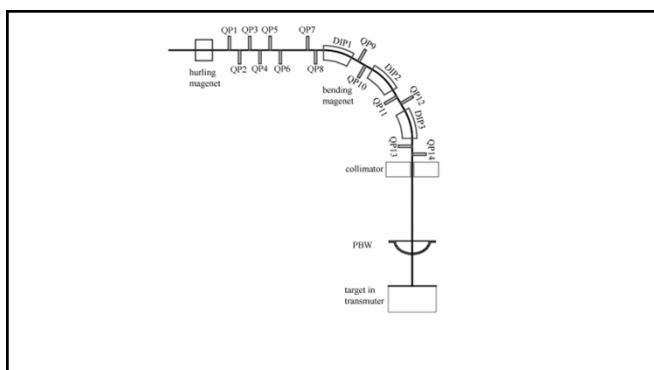 QP1 QP3 QP5 QP7
DIP1
QP9
hurling
magenet
QP2 QP4 QP6 QP8
QP10
DIP2
bending
magenet
QP11
QP12
DIP3
QP13
QP14
collimator
PBW
target in
transmuter